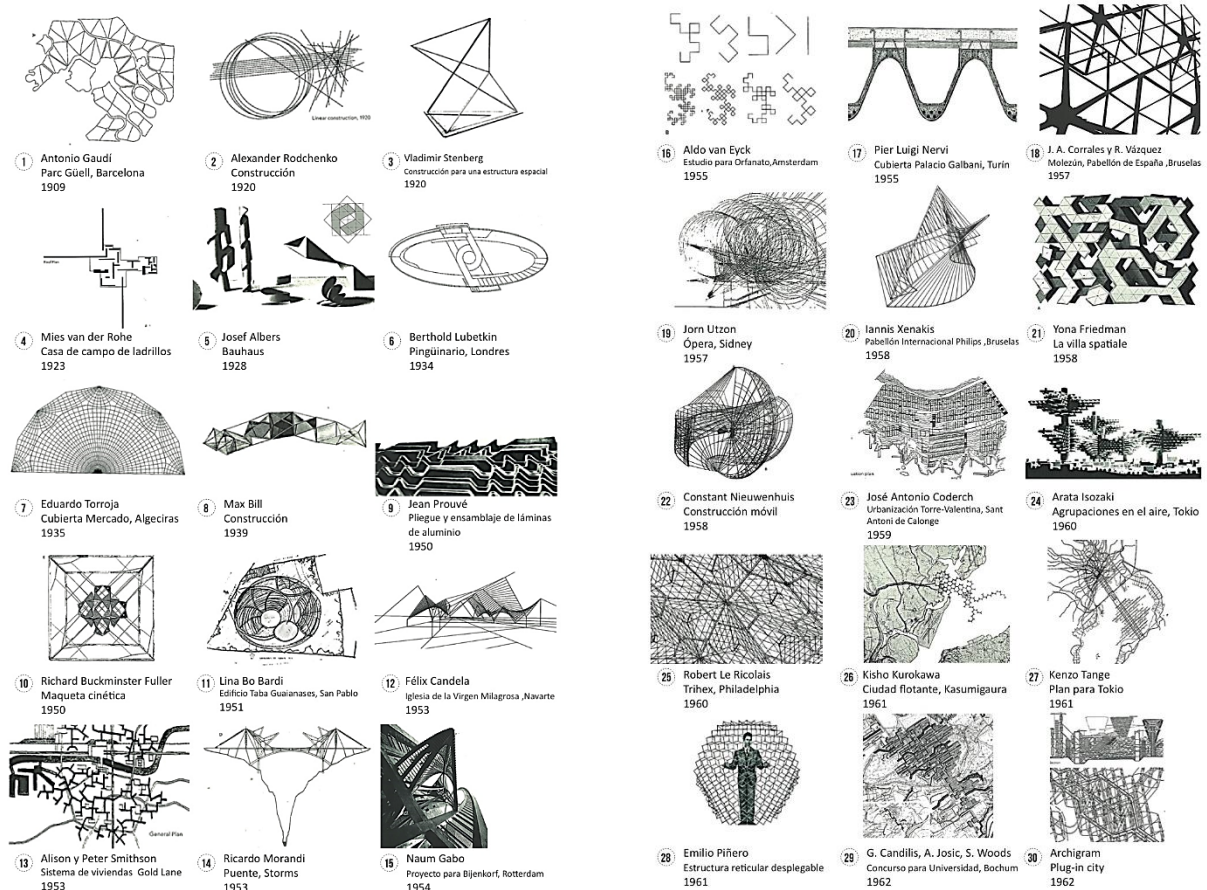 Linear construction, 1920
1
Antonio Gaudí
Parc Güell, Barcelona
1909
2
Alexander Rodchenko
Construcción
1920
3
Vladimir Stenberg
Construcción para una estructura espacial
1920
4
Mies van der Rohe
Casa de campo de ladrillos
1923
5
Josef Albers
Bauhaus
1928
6
Berthold Lubetkin
Pingüinario, Londres
1934
7
Eduardo Torroja
Cubierta Mercado, Algeciras
1935
8
Max Bill
Construcción
1939
9
Jean Prouvé
Pliegue y ensamblaje de láminas
de aluminio
1950
10
Richard Buckminster Fuller
Maqueta cinética
1950
11
Lina Bo Bardi
Edificio Taba Guaianases, San Pablo
1951
12
Félix Candela
Iglesia de la Virgen Milagrosa ,Navarte
1953
General Plan
13
Alison y Peter Smithson
Sistema de viviendas Gold Lane
1953
14
Ricardo Morandi
Puente, Storms
1953
15
Naum Gabo
Proyecto para Bijenkorf, Rotterdam
1954
16
Aldo van Eyck
Estudio para Orfanato,Amsterdam
1955
17
Pier Luigi Nervi
Cubierta Palacio Galbani, Turín
1955
18
J. A. Corrales y R. Vázquez
Molezún, Pabellón de España ,Bruselas
1957
19
Jorn Utzon
Ópera, Sidney
1957
20
Iannis Xenakis
Pabellón Internacional Philips ,Bruselas
1958
21
Yona Friedman
La villa spatiale
1958
22
Constant Nieuwenhuis
Construcción móvil
1958
23
José Antonio Coderch
Urbanización Torre-Valentina, Sant
Antoni de Calonge
1959
24
Arata Isozaki
Agrupaciones en el aire, Tokio
1960
25
Robert Le Ricolais
Trihex, Philadelphia
1960
26
Kisho Kurokawa
Ciudad flotante, Kasumigaura
1961
27
Kenzo Tange
Plan para Tokio
1961
28
Emilio Piñero
Estructura reticular desplegable
1961
29
G. Candilis, A. Josic, S. Woods
Concurso para Universidad, Bochum
1962
30
Archigram
Plug-in city
1962